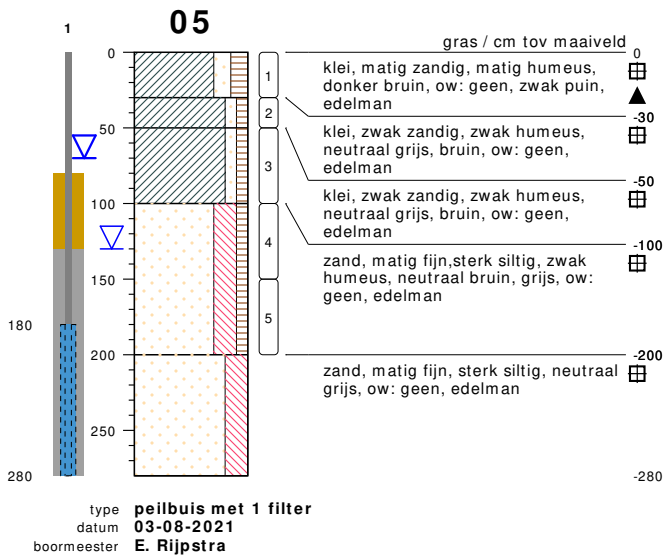 05
1
gras / cm tov maaiveld
0
0
klei, matig zandig, matig humeus,
donker bruin, ow: geen, zwak puin,
edelman
1
-30
2
50
klei, zwak zandig, zwak humeus,
neutraal grijs, bruin, ow: geen,
edelman
3
-50
klei, zwak zandig, zwak humeus,
neutraal grijs, bruin, ow: geen,
edelman
100
-100
4
zand, matig fijn,sterk siltig, zwak
humeus, neutraal bruin, grijs, ow:
geen, edelman
150
5
180
200
-200
zand, matig fijn, sterk siltig, neutraal
grijs, ow: geen, edelman
250
280
-280
type peilbuis met 1 filter
datum 03-08-2021
boormeester E. Rijpstra